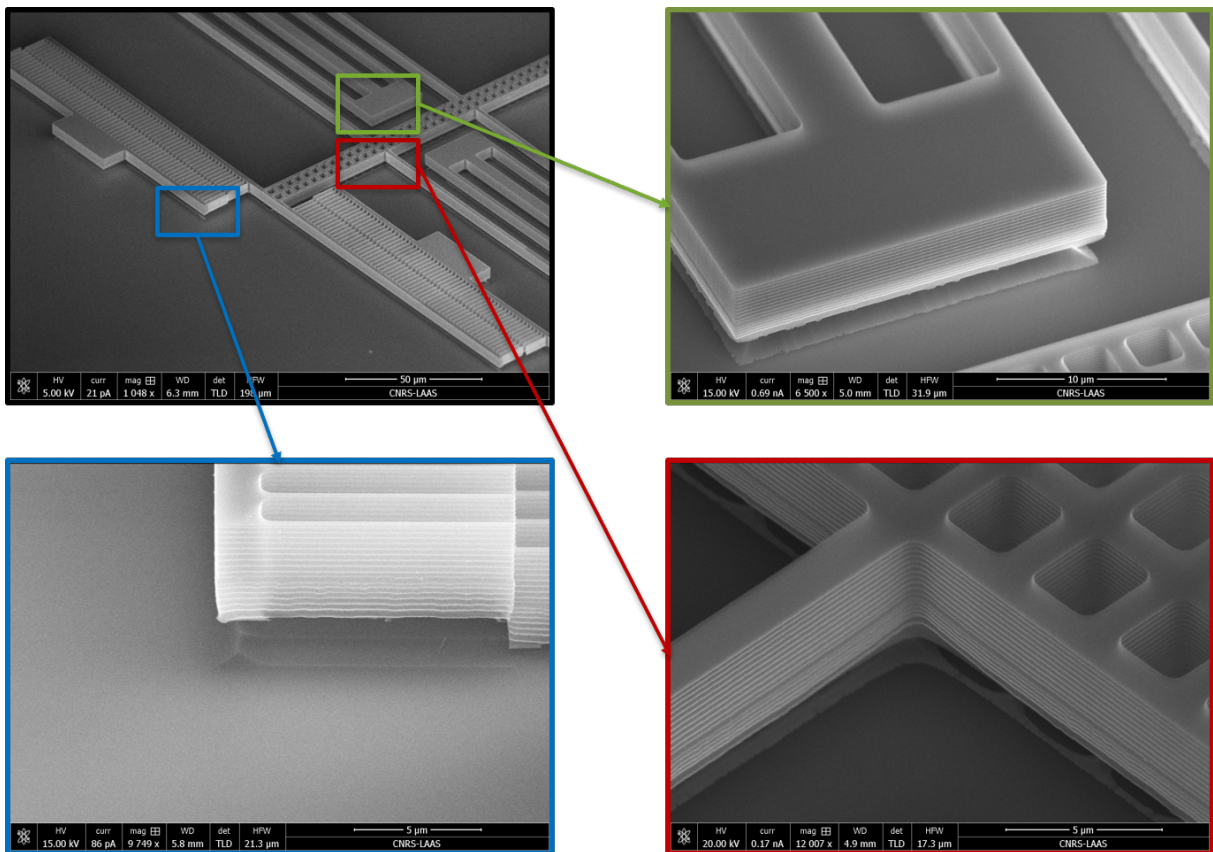 HV curr mag WD det HFW 50 µm
5.00 kV 21 pA 1 048 x 6.3 mm TLD 198 µm CNRS-LAAS
HV curr mag WD det HFW 10 µm
15.00 kV 0.69 nA 6 500 x 5.0 mm TLD 31.9 µm CNRS-LAAS
HV curr mag WD det HFW 5 µm
15.00 kV 86 pA 9 749 x 5.8 mm TLD 21.3 µm CNRS-LAAS
HV curr mag WD det HFW 5 µm
20.00 kV 0.17 nA 12 007 x 4.9 mm TLD 17.3 µm CNRS-LAAS